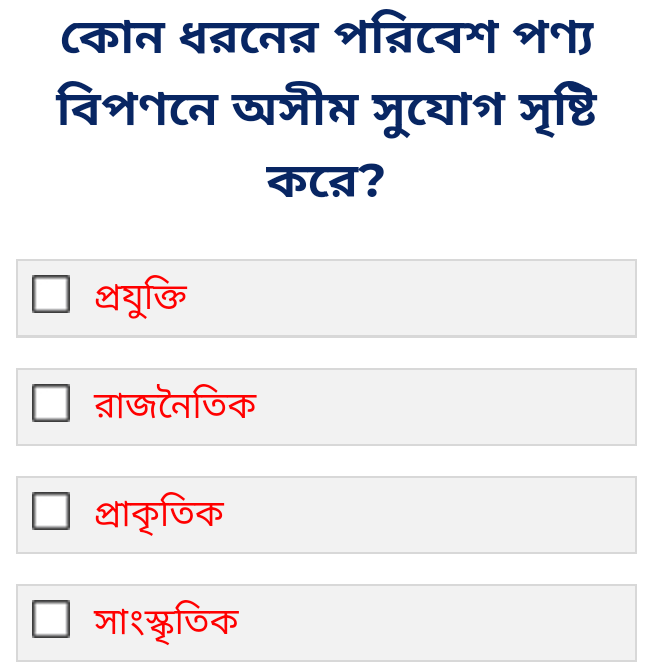 কোন ধরনের পরিবেশ পণ্য
বিপণনে অসীম সুযোগ সৃষ্টি
করে?
প্রযুক্তি
রাজনৈতিক
প্রাকৃতিক
সাংস্কৃতিক